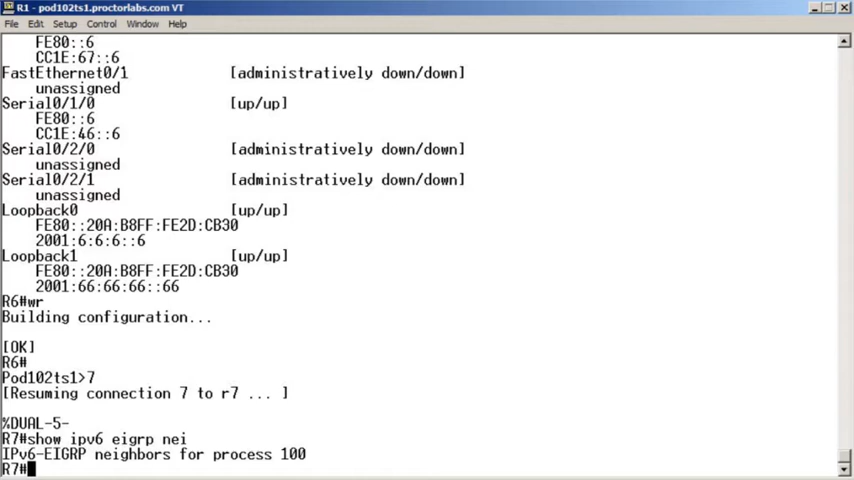 R1 - pod102ts1.proctorlabs.com VT
File Edit Setup Control Window Help
FE80::6
CC1E:67::6
FastEthernet0/1 [administratively down/down]
unassigned
Serial0/1/0 [up/up]
FE80::6
CC1E:46::6
Serial0/2/0 [administratively down/down]
unassigned
Serial0/2/1 [administratively down/down]
unassigned
Loopback0 [up/up]
FE80::20A:B8FF:FE2D:CB30
2001:6:6:6::6
Loopback1 [up/up]
FE80::20A:B8FF:FE2D:CB30
2001:66:66:66::66
R6#wr
Building configuration...
[OK]
R6#
Pod102ts1>7
[Resuming connection 7 to r7 ... ]
%DUAL-5-
R7#show ipv6 eigrp nei
IPv6-EIGRP neighbors for process 100
R7#